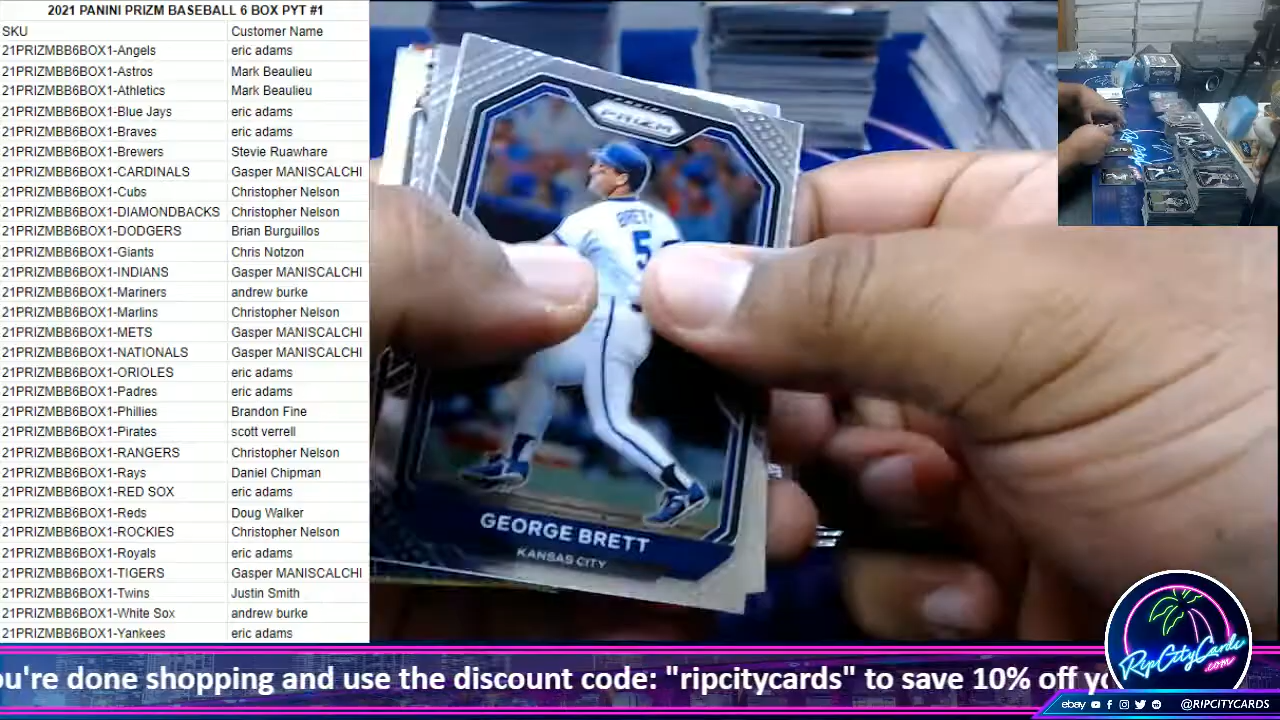 2021 PANINI PRIZM BASEBALL 6 BOX PYT #1
SKU Customer Name
21PRIZMBB6BOX1-Angels eric adams
21PRIZMBB6BOX1-Astros Mark Beaulieu
21PRIZMBB6BOX1-Athletics Mark Beaulieu
21PRIZMBB6BOX1-Blue Jays eric adams
21PRIZMBB6BOX1-Braves eric adams
21PRIZMBB6BOX1-Brewers Stevie Ruawhare
21PRIZMBB6BOX1-CARDINALS Gasper MANISCALCHI
21PRIZMBB6BOX1-Cubs Christopher Nelson
21PRIZMBB6BOX1-DIAMONDBACKS Christopher Nelson
21PRIZMBB6BOX1-DODGERS Brian Burguillos
21PRIZMBB6BOX1-Giants Chris Notzon
21PRIZMBB6BOX1-INDIANS Gasper MANISCALCHI
21PRIZMBB6BOX1-Mariners andrew burke
21PRIZMBB6BOX1-Marlins Christopher Nelson
21PRIZMBB6BOX1-METS Gasper MANISCALCHI
21PRIZMBB6BOX1-NATIONALS Gasper MANISCALCHI
21PRIZMBB6BOX1-ORIOLES eric adams
21PRIZMBB6BOX1-Padres eric adams
21PRIZMBB6BOX1-Phillies Brandon Fine
21PRIZMBB6BOX1-Pirates scott verrell
21PRIZMBB6BOX1-RANGERS Christopher Nelson
21PRIZMBB6BOX1-Rays Daniel Chipman
21PRIZMBB6BOX1-RED SOX eric adams
21PRIZMBB6BOX1-Reds Doug Walker
21PRIZMBB6BOX1-ROCKIES Christopher Nelson
21PRIZMBB6BOX1-Royals eric adams
21PRIZMBB6BOX1-TIGERS Gasper MANISCALCHI
21PRIZMBB6BOX1-Twins Justin Smith
21PRIZMBB6BOX1-White Sox andrew burke
21PRIZMBB6BOX1-Yankees eric adams
PANINI
PRIZM
BRETT
5
GEORGE BRETT
KANSAS CITY
ou're done shopping and use the discount code: "ripcitycards" to save 10% off yo
RipCityCards
.com
ebay @RIPCITYCARDS